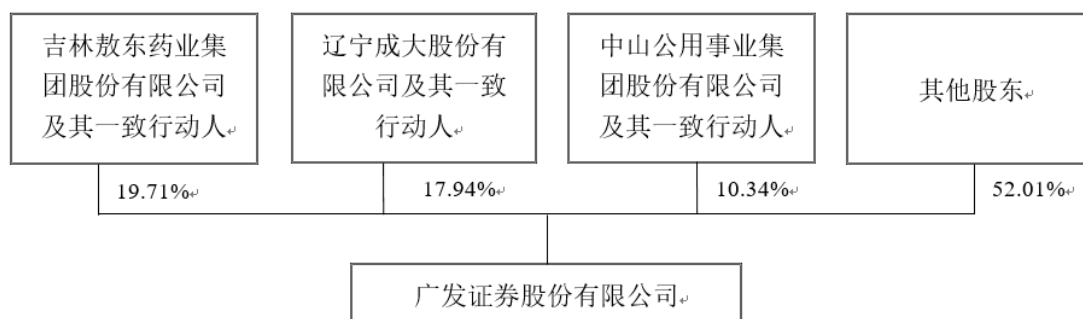 吉林敖东药业集
团股份有限公司
及其一致行动人
辽宁成大股份有
限公司及其一致
行动人
中山公用事业集
团股份有限公司
及其一致行动人
其他股东
19.71%
17.94%
10.34%
52.01%
广发证券股份有限公司